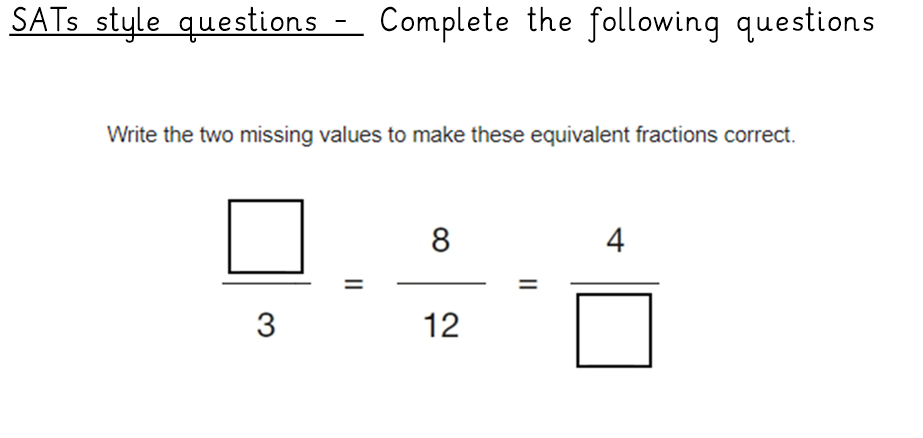 SATs style questions - Complete the following questions
Write the two missing values to make these equivalent fractions correct.
8 4
= =
3 12